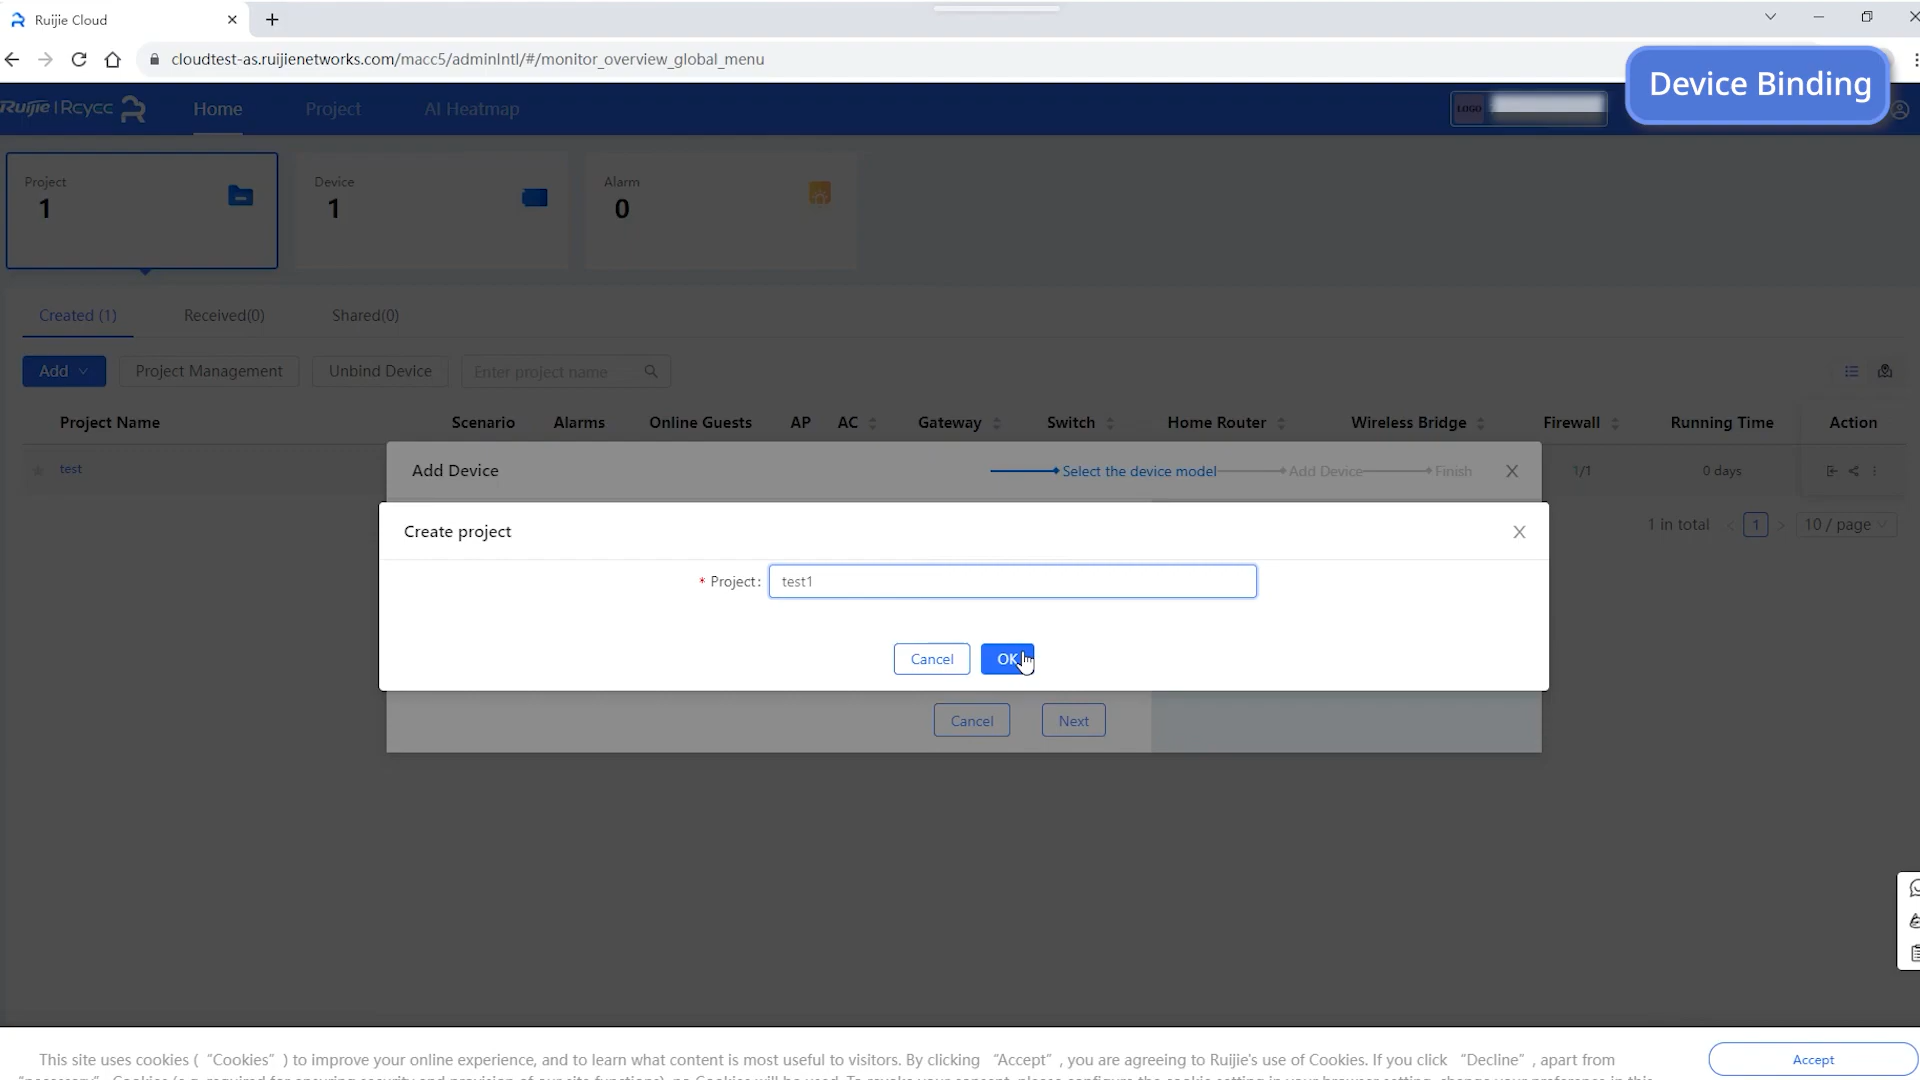 Ruijie Cloud
cloudtest-as.ruijienetworks.com/macc5/adminIntl/#/monitor_overview_global_menu
Device Binding
Ruijie | Rcycc
Home
Project
AI Heatmap
LOGO
Project
1
Device
1
Alarm
0
Created (1)
Received(0)
Shared(0)
Add
Project Management
Unbind Device
Enter project name
Project Name
Scenario
Alarms
Online Guests
AP
AC
Gateway
Switch
Home Router
Wireless Bridge
Firewall
Running Time
Action
test
1/1
0 days
Add Device
Select the device model
Add Device
Finish
1 in total
1
10 / page
Create project
* Project:
test1
Cancel
OK
Cancel
Next
This site uses cookies ( “Cookies” ) to improve your online experience, and to learn what content is most useful to visitors. By clicking “Accept” , you are agreeing to Ruijie's use of Cookies. If you click “Decline” , apart from
Accept